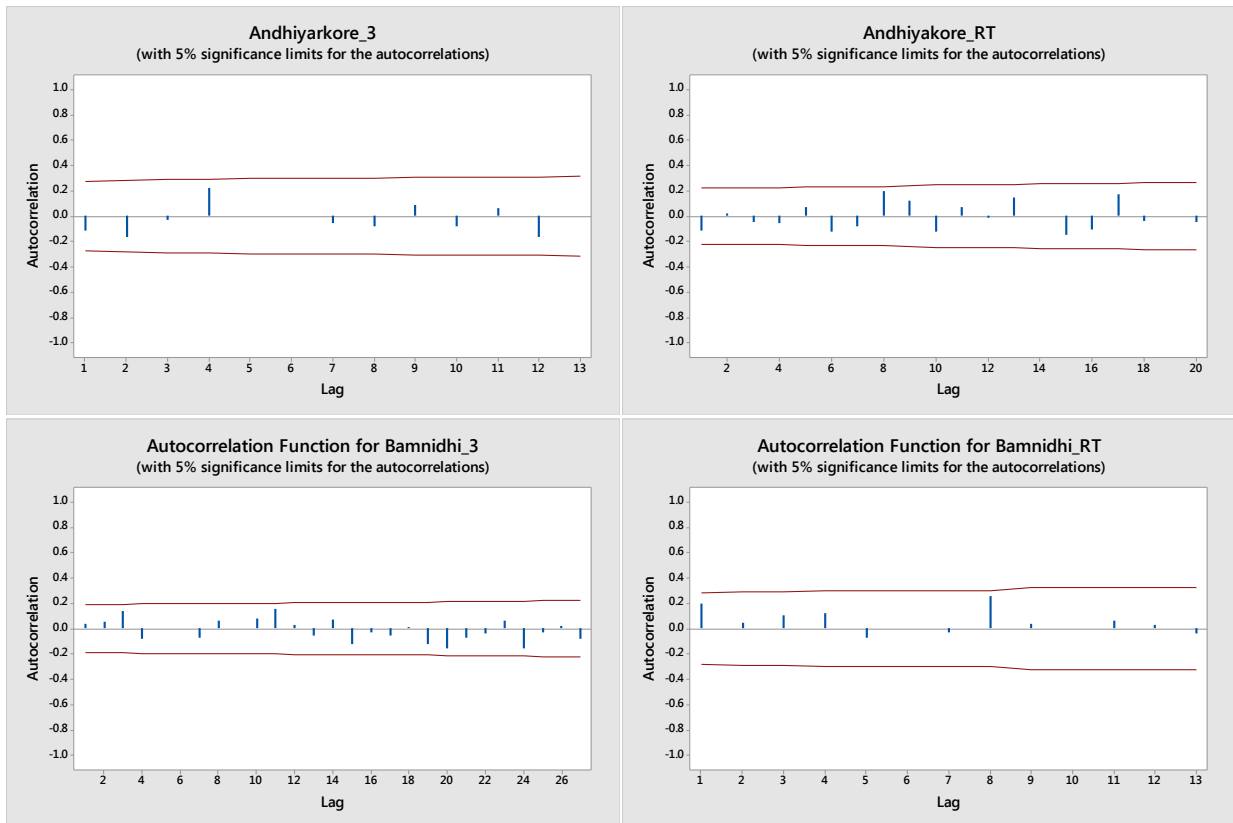 Andhiyarkore_3
(with 5% significance limits for the autocorrelations)
1.0
0.8
0.6
0.4
0.2
0.0
-0.2
-0.4
-0.6
-0.8
-1.0
Autocorrelation
1 2 3 4 5 6 7 8 9 10 11 12 13
Lag
Andhiyakore_RT
(with 5% significance limits for the autocorrelations)
1.0
0.8
0.6
0.4
0.2
0.0
-0.2
-0.4
-0.6
-0.8
-1.0
Autocorrelation
2 4 6 8 10 12 14 16 18 20
Lag
Autocorrelation Function for Bamnidhi_3
(with 5% significance limits for the autocorrelations)
1.0
0.8
0.6
0.4
0.2
0.0
-0.2
-0.4
-0.6
-0.8
-1.0
Autocorrelation
2 4 6 8 10 12 14 16 18 20 22 24 26
Lag
Autocorrelation Function for Bamnidhi_RT
(with 5% significance limits for the autocorrelations)
1.0
0.8
0.6
0.4
0.2
0.0
-0.2
-0.4
-0.6
-0.8
-1.0
Autocorrelation
1 2 3 4 5 6 7 8 9 10 11 12 13
Lag